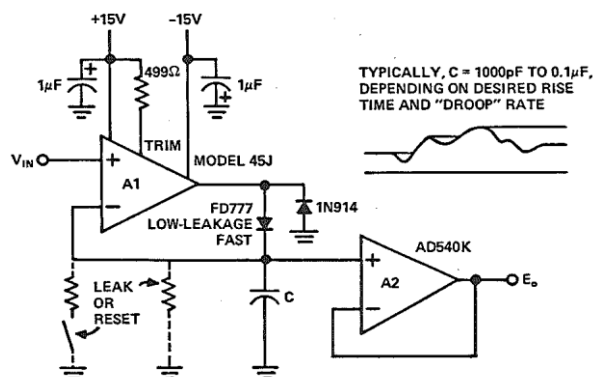 +15V
-15V
1µF
+
499Ω
1µF
+
TYPICALLY, C = 1000pF TO 0.1µF,
DEPENDING ON DESIRED RISE
TIME AND "DROOP" RATE
TRIM
MODEL 45J
VIN
+
A1
-
FD777
LOW-LEAKAGE
FAST
1N914
AD540K
LEAK
OR
RESET
C
+
A2
-
Eo